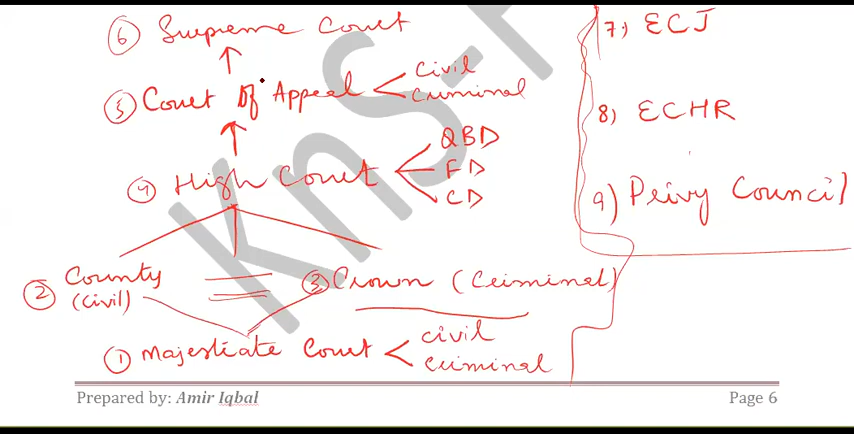 6 Supreme Court
5 Court of Appeal < Civil
Criminal
4 High Court < QBD
FD
CD
2 County
(Civil)
3 Crown (Criminal)
1 Majestrate Court < civil
criminal
7) ECJ
8) ECHR
9) Privy Council
KnS-
Prepared by: Amir Iqbal
Page 6